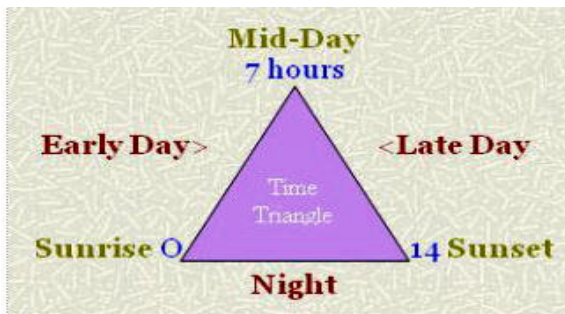 Mid-Day
7 hours
Early Day> <Late Day
Time
Triangle
Sunrise O 14 Sunset
Night